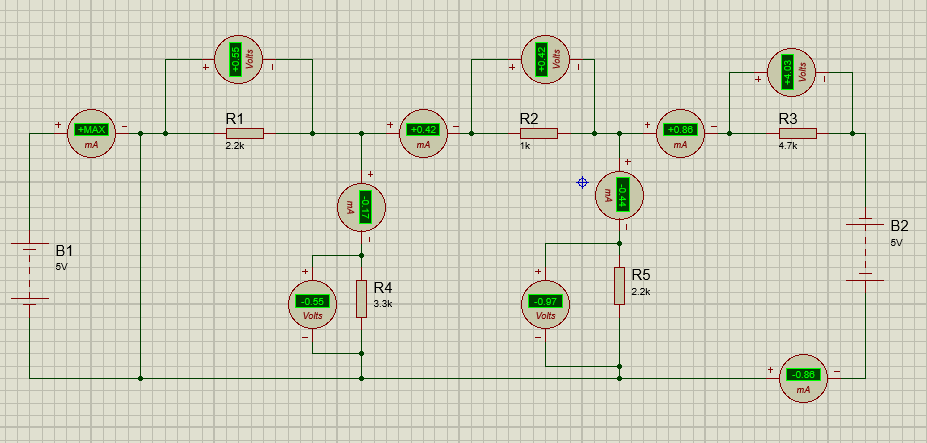 +0.55
Volts
+ -
+0.42
Volts
+ -
+4.03
Volts
+ -
+MAX
mA
+ -
R1
2.2k
+0.42
mA
+ -
R2
1k
+0.86
mA
+ -
R3
4.7k
-0.17
mA
+ -
-0.44
mA
+ -
B1
5V
B2
5V
-0.55
Volts
+ -
R4
3.3k
-0.97
Volts
+ -
R5
2.2k
-0.86
mA
+ -